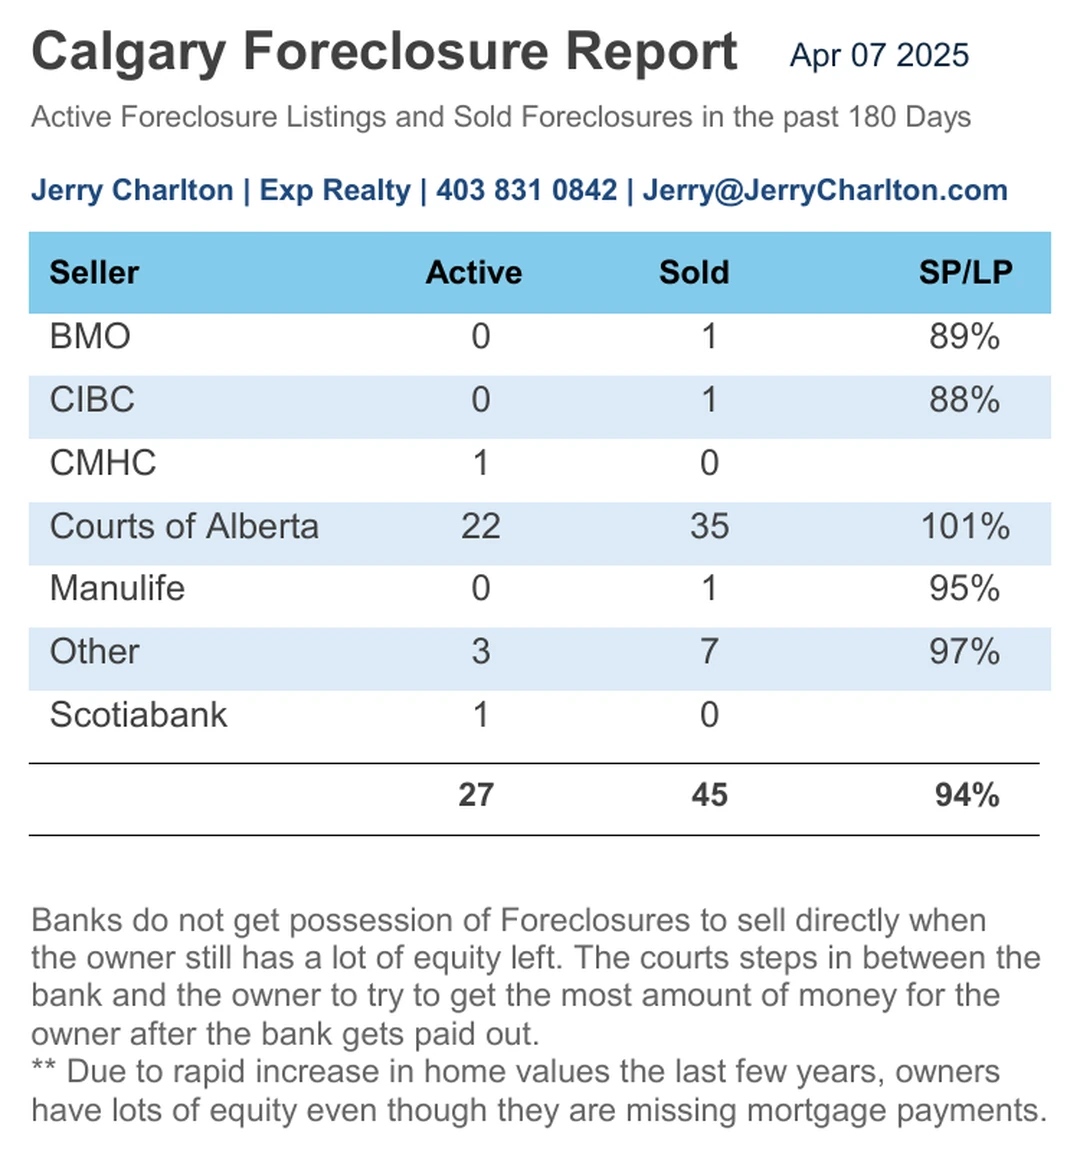 Calgary Foreclosure Report Apr 07 2025
Active Foreclosure Listings and Sold Foreclosures in the past 180 Days
Jerry Charlton | Exp Realty | 403 831 0842 | Jerry@JerryCharlton.com
Seller Active Sold SP/LP
BMO 0 1 89%
CIBC 0 1 88%
CMHC 1 0
Courts of Alberta 22 35 101%
Manulife 0 1 95%
Other 3 7 97%
Scotiabank 1 0
27 45 94%
Banks do not get possession of Foreclosures to sell directly when
the owner still has a lot of equity left. The courts steps in between the
bank and the owner to try to get the most amount of money for the
owner after the bank gets paid out.
** Due to rapid increase in home values the last few years, owners
have lots of equity even though they are missing mortgage payments.